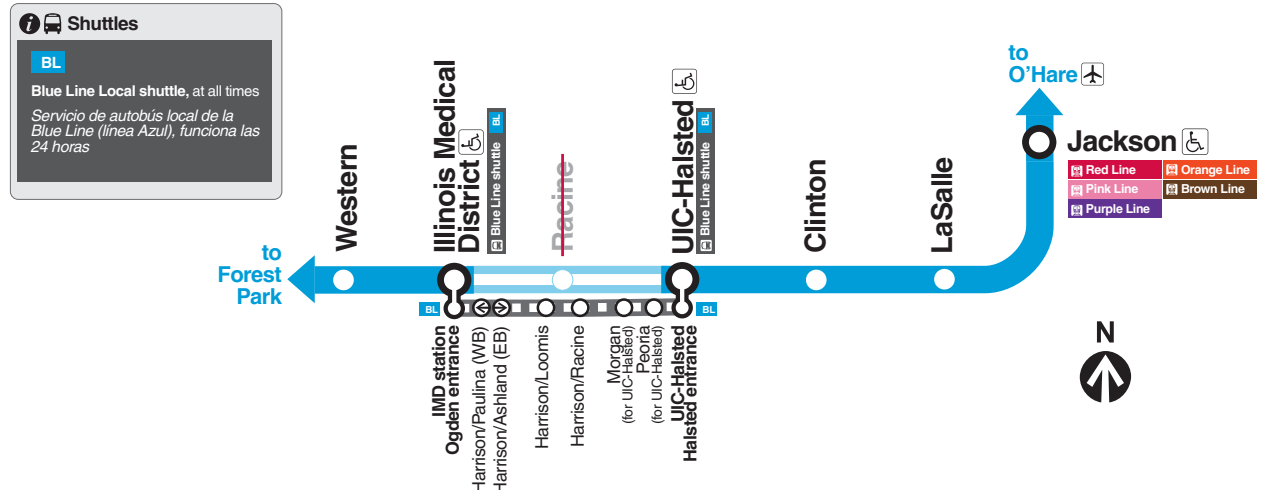 Shuttles
BL
Blue Line Local shuttle, at all times
Servicio de autobús local de la
Blue Line (línea Azul), funciona las
24 horas
to
Forest
Park
Western
Illinois Medical
District
Blue Line shuttle BL
Racine
UIC-Halsted
Blue Line shuttle BL
Clinton
LaSalle
to
O'Hare
Jackson
Red Line
Orange Line
Pink Line
Brown Line
Purple Line
BL
BL
IMD station
Ogden entrance
Harrison/Paulina (WB)
Harrison/Ashland (EB)
Harrison/Loomis
Harrison/Racine
Morgan
(for UIC-Halsted)
Peoria
(for UIC-Halsted)
UIC-Halsted
Halsted entrance
N